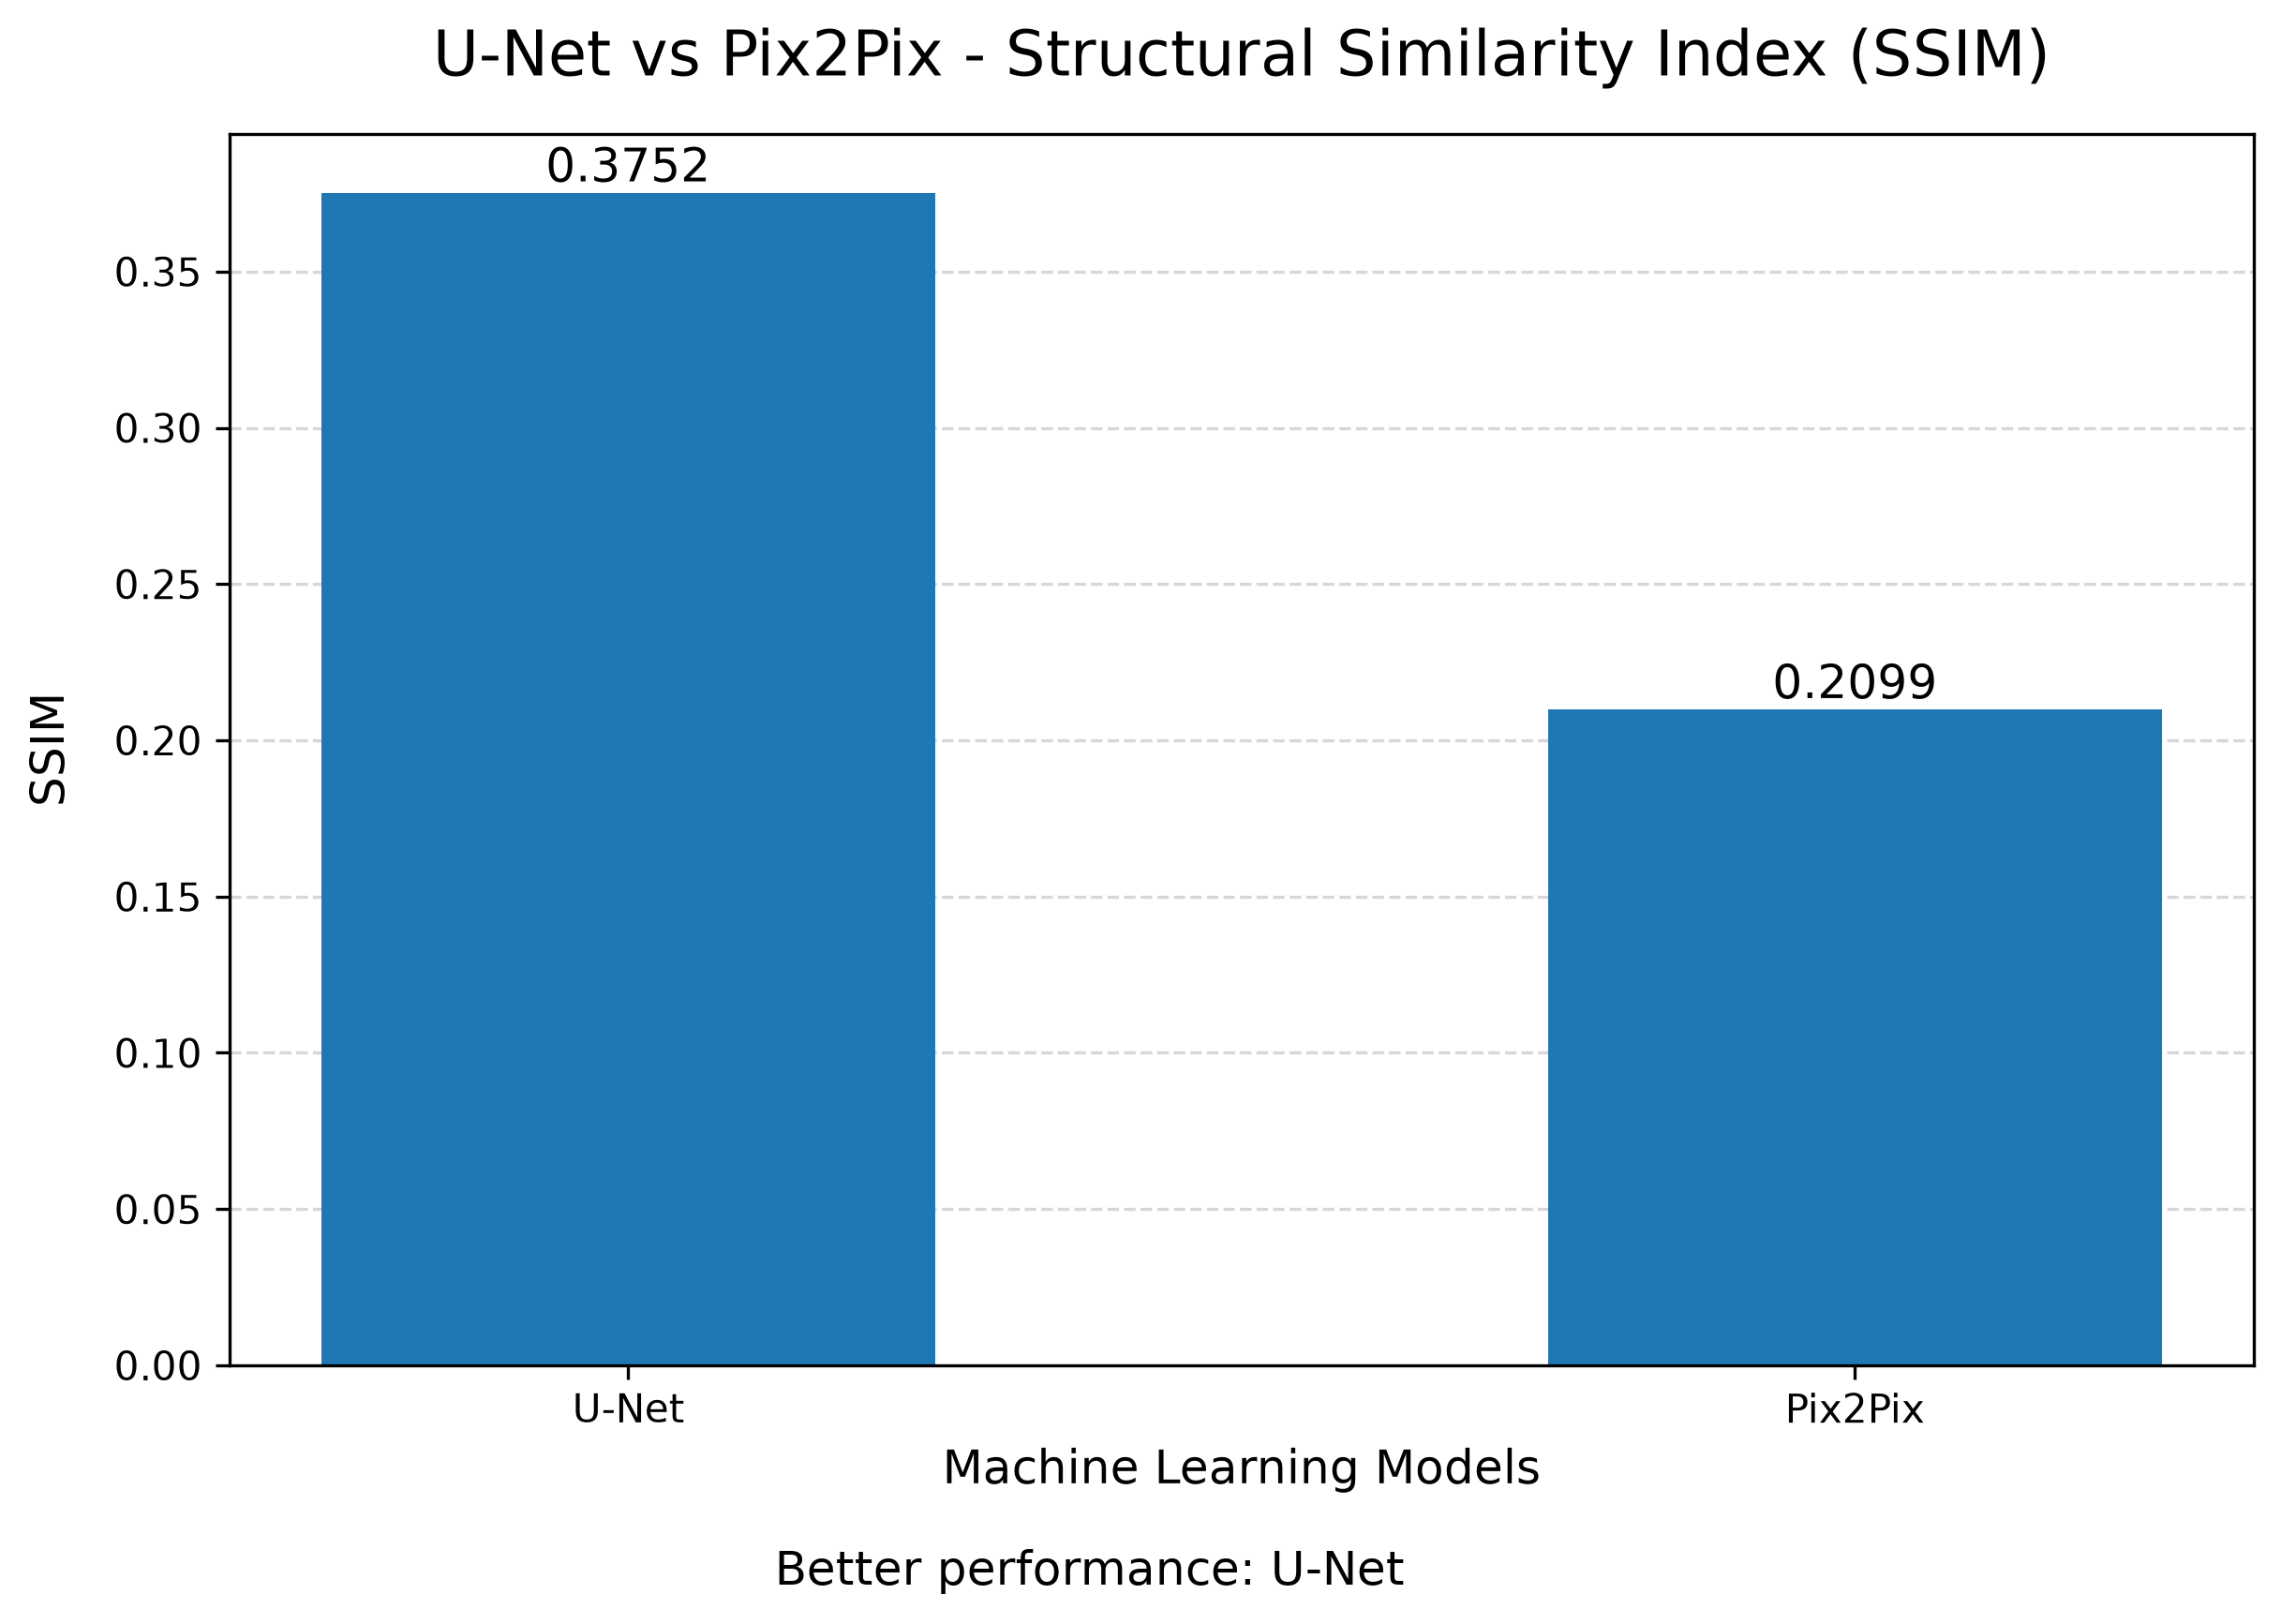 U-Net vs Pix2Pix - Structural Similarity Index (SSIM)
0.3752
0.2099
SSIM
0.35
0.30
0.25
0.20
0.15
0.10
0.05
0.00
U-Net
Pix2Pix
Machine Learning Models
Better performance: U-Net